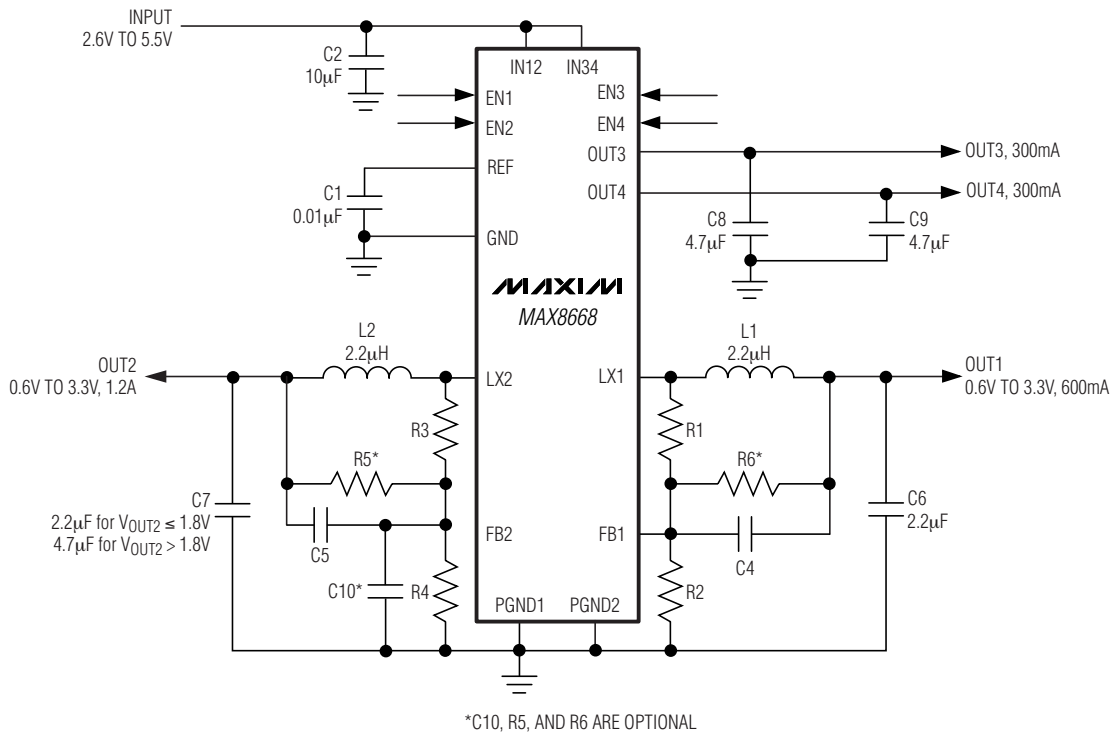 INPUT
2.6V TO 5.5V
C2
10μF
IN12
IN34
EN1
EN2
EN3
EN4
REF
OUT3
OUT3, 300mA
OUT4
OUT4, 300mA
C1
0.01μF
GND
C8
4.7μF
C9
4.7μF
MAXIM
MAX8668
L2
2.2μH
L1
2.2μH
OUT2
0.6V TO 3.3V, 1.2A
LX2
LX1
OUT1
0.6V TO 3.3V, 600mA
R3
R1
R5*
R6*
C7
2.2μF for VOUT2 ≤ 1.8V
4.7μF for VOUT2 > 1.8V
C6
2.2μF
C5
FB2
FB1
C4
C10*
R4
R2
PGND1
PGND2
*C10, R5, AND R6 ARE OPTIONAL